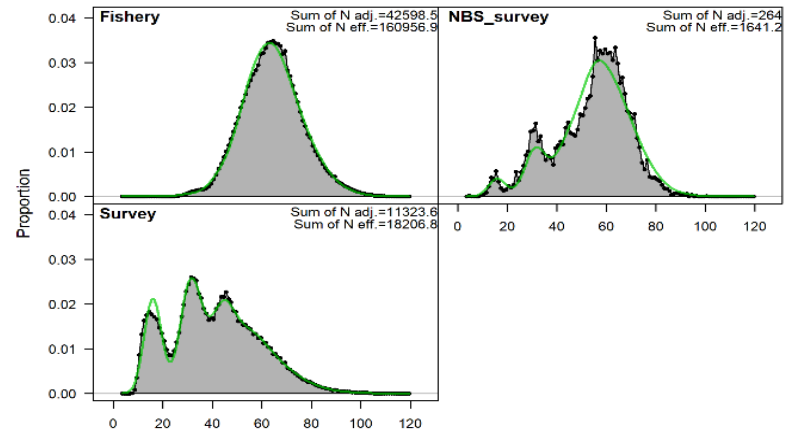 Fishery
Sum of N adj.=42598.5
Sum of N eff.=160956.9
NBS_survey
Sum of N adj.=264
Sum of N eff.=1641.2
0.04
0.03
0.02
0.01
0.00
Survey
Sum of N adj.=11323.6
Sum of N eff.=18206.8
0 20 40 60 80 100 120
0.04
0.03
0.02
0.01
0.00
0 20 40 60 80 100 120
Proportion